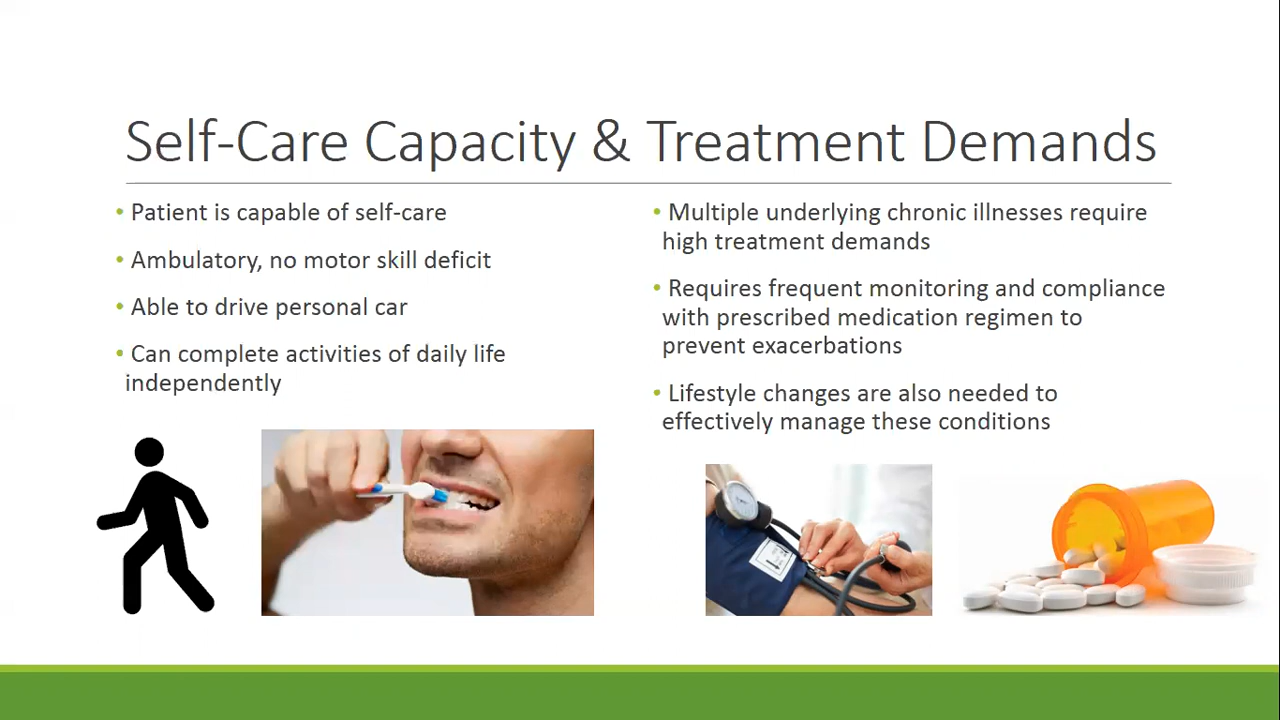 Self-Care Capacity & Treatment Demands
• Patient is capable of self-care
• Ambulatory, no motor skill deficit
• Able to drive personal car
• Can complete activities of daily life
independently
• Multiple underlying chronic illnesses require
high treatment demands
• Requires frequent monitoring and compliance
with prescribed medication regimen to
prevent exacerbations
• Lifestyle changes are also needed to
effectively manage these conditions